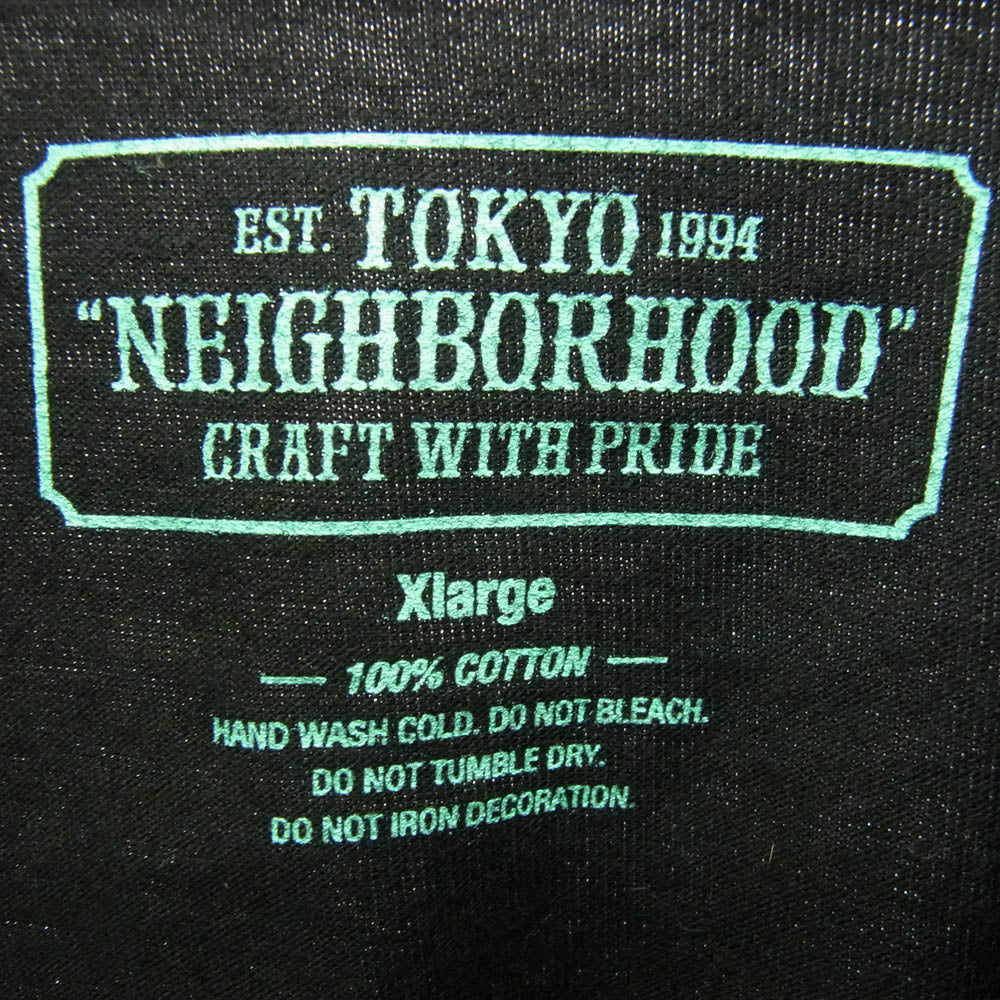 EST. TOKYO 1994
“NEIGHBORHOOD”
CRAFT WITH PRIDE
Xlarge
100% COTTON
HAND WASH COLD. DO NOT BLEACH.
DO NOT TUMBLE DRY.
DO NOT IRON DECORATION.